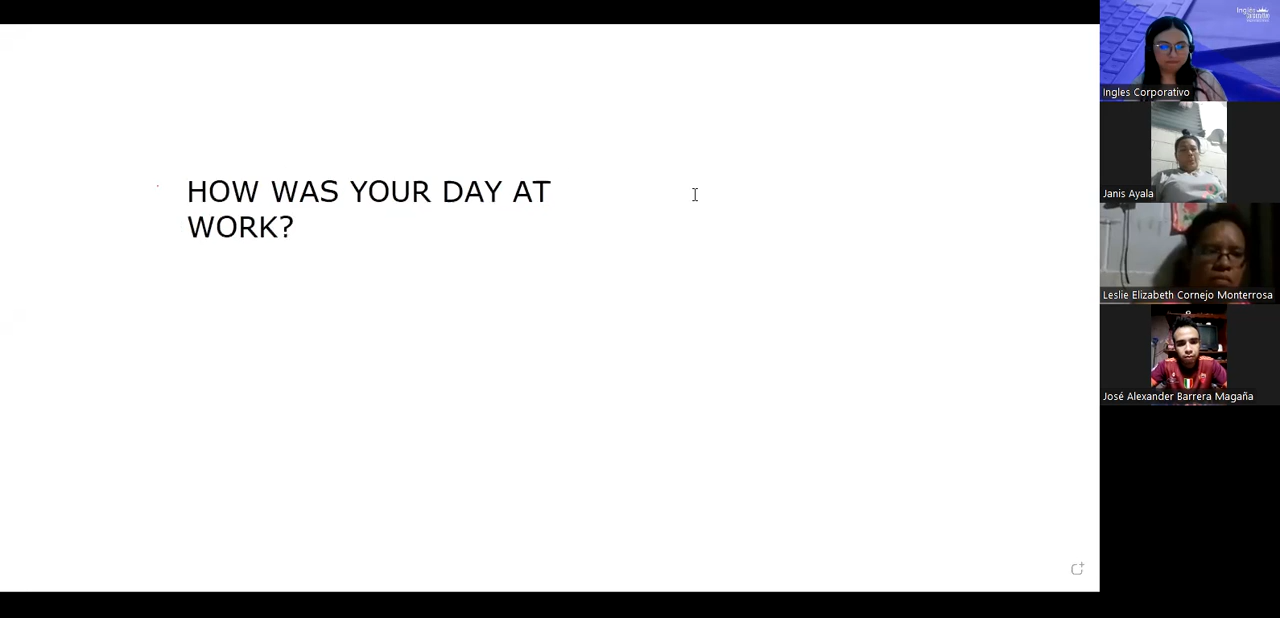 HOW WAS YOUR DAY AT
WORK?
Ingles Corporativo
Janis Ayala
Leslie Elizabeth Cornejo Monterrosa
José Alexander Barrera Magaña